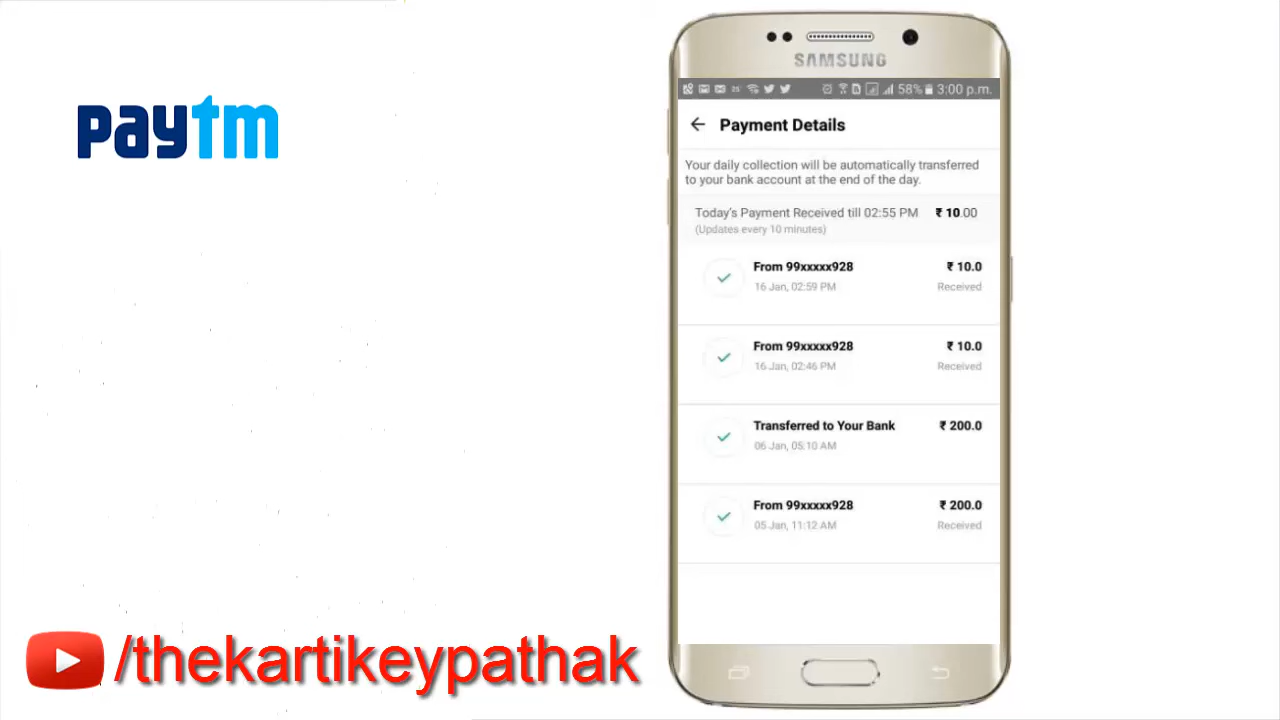 paytm
SAMSUNG
58% 3:00 p.m.
Payment Details
Your daily collection will be automatically transferred
to your bank account at the end of the day.
Today's Payment Received till 02:55 PM ₹ 10.00
(Updates every 10 minutes)
From 99xxxxx928 ₹ 10.0
16 Jan, 02:59 PM Received
From 99xxxxx928 ₹ 10.0
16 Jan, 02:46 PM Received
Transferred to Your Bank ₹ 200.0
06 Jan, 05:10 AM
From 99xxxxx928 ₹ 200.0
05 Jan, 11:12 AM Received
/thekartikeypathak